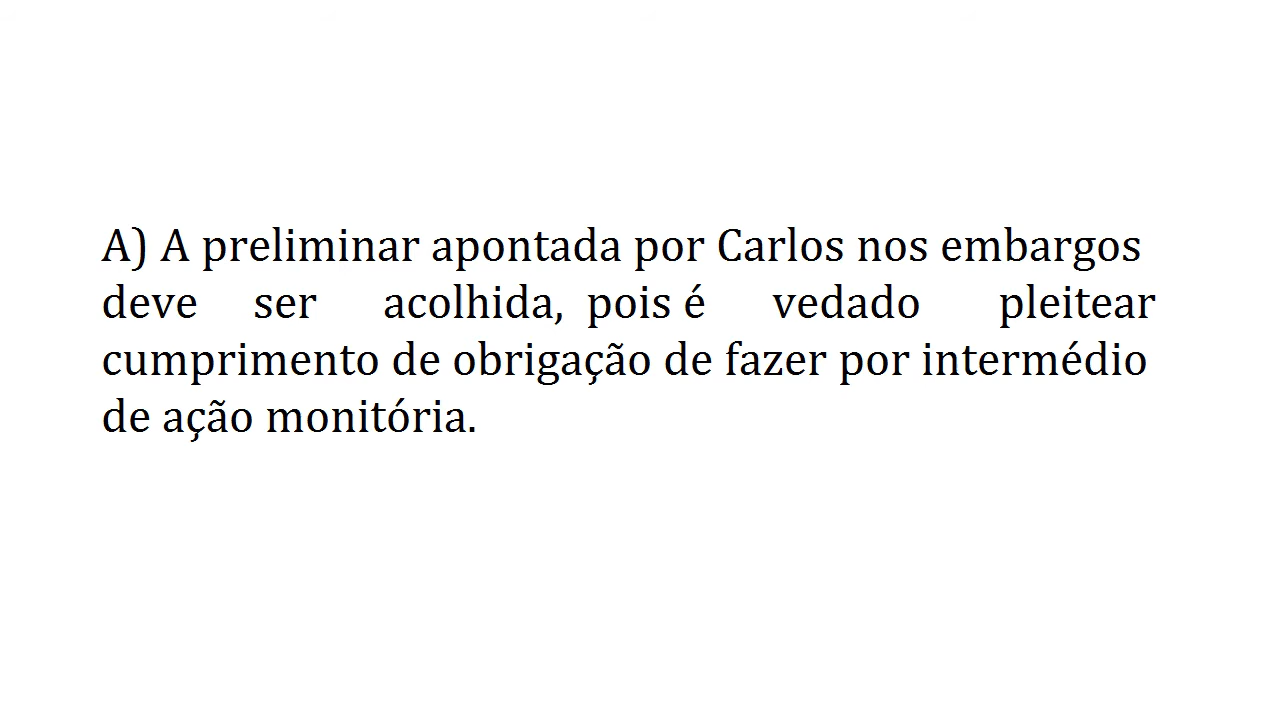 A) A preliminar apontada por Carlos nos embargos
deve ser acolhida, pois é vedado pleitear
cumprimento de obrigação de fazer por intermédio
de ação monitória.